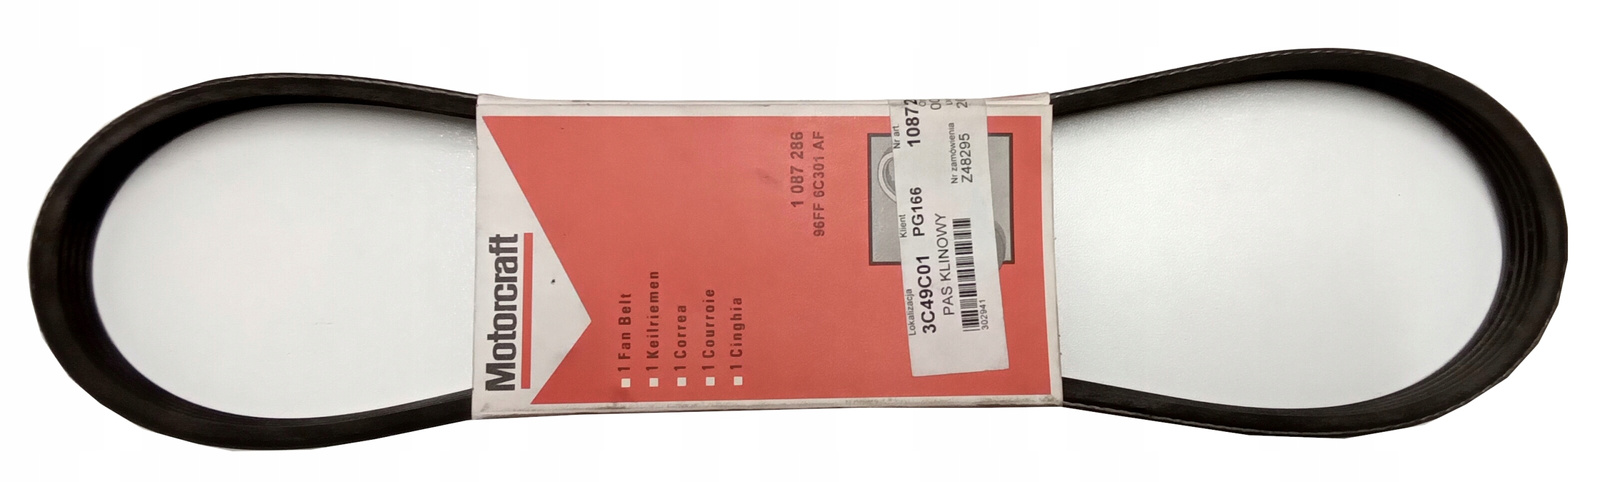 Motorcraft
1 Fan Belt
1 Keilriemen
1 Correa
1 Courroie
1 Cinghia
1 087 286
96FF 6C301 AF
Lokalizacja
3C49C01
Klient
PG166
Nr art.
10872
PAS KLINOWY
Nr zamówienia
Z48295
302941